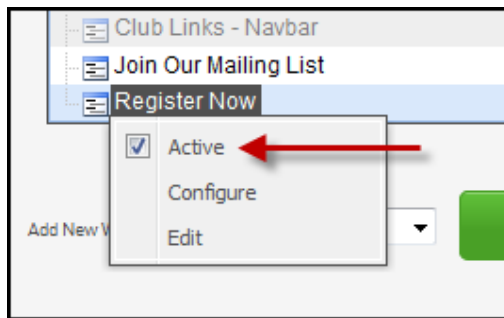 Club Links - Navbar
Join Our Mailing List
Register Now
Active
Configure
Add New
Edit